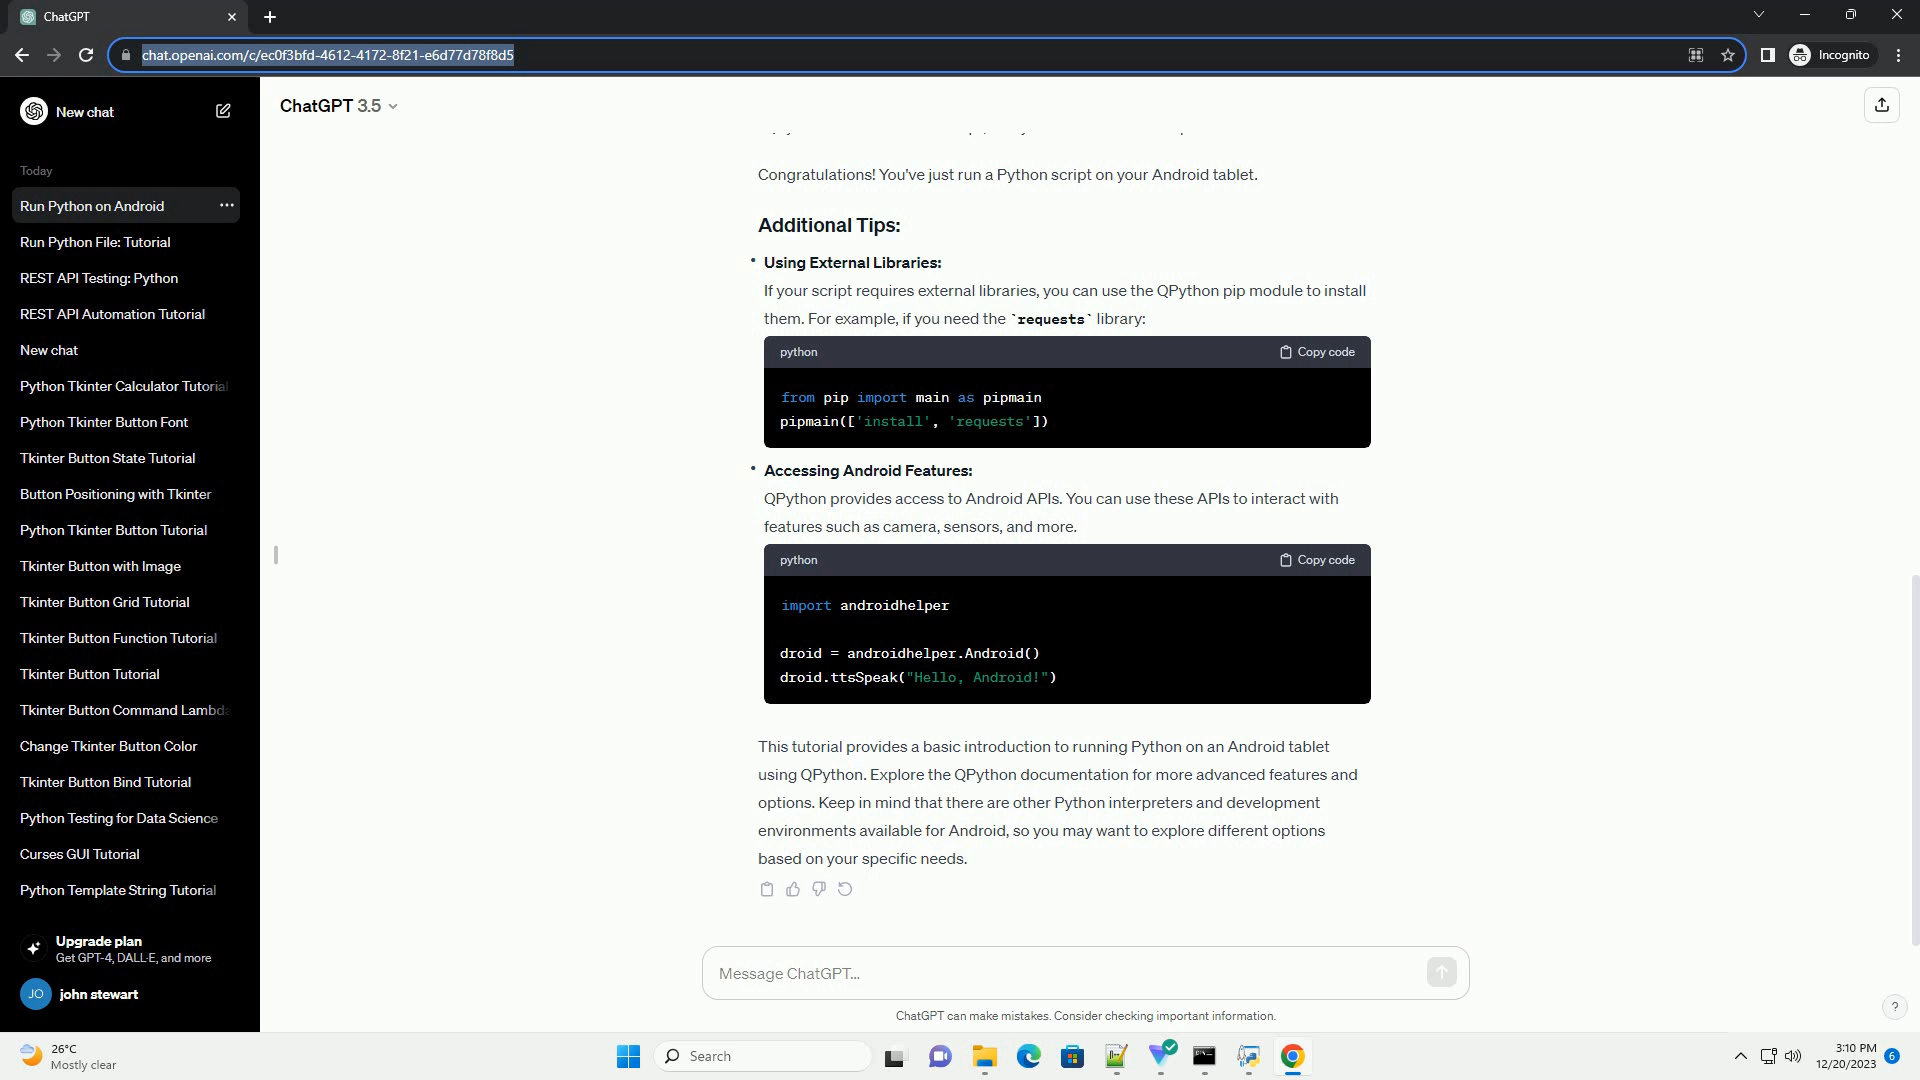 ChatGPT
chat.openai.com/c/ec0f3bfd-4612-4172-8f21-e6d77d78f8d5
Incognito
New chat
ChatGPT 3.5
Today
Run Python on Android
Run Python File: Tutorial
REST API Testing: Python
REST API Automation Tutorial
New chat
Python Tkinter Calculator Tutorial
Python Tkinter Button Font
Tkinter Button State Tutorial
Button Positioning with Tkinter
Python Tkinter Button Tutorial
Tkinter Button with Image
Tkinter Button Grid Tutorial
Tkinter Button Function Tutorial
Tkinter Button Tutorial
Tkinter Button Command Lambda
Change Tkinter Button Color
Tkinter Button Bind Tutorial
Python Testing for Data Science
Curses GUI Tutorial
Python Template String Tutorial
Upgrade plan
Get GPT-4, DALL·E, and more
JO john stewart
Congratulations! You've just run a Python script on your Android tablet.
Additional Tips:
• Using External Libraries:
If your script requires external libraries, you can use the QPython pip module to install
them. For example, if you need the `requests` library:
python Copy code
from pip import main as pipmain
pipmain(['install', 'requests'])
• Accessing Android Features:
QPython provides access to Android APIs. You can use these APIs to interact with
features such as camera, sensors, and more.
python Copy code
import androidhelper
droid = androidhelper.Android()
droid.ttsSpeak("Hello, Android!")
This tutorial provides a basic introduction to running Python on an Android tablet
using QPython. Explore the QPython documentation for more advanced features and
options. Keep in mind that there are other Python interpreters and development
environments available for Android, so you may want to explore different options
based on your specific needs.
Message ChatGPT...
ChatGPT can make mistakes. Consider checking important information.
?
26°C
Mostly clear
Search
3:10 PM
12/20/2023
6